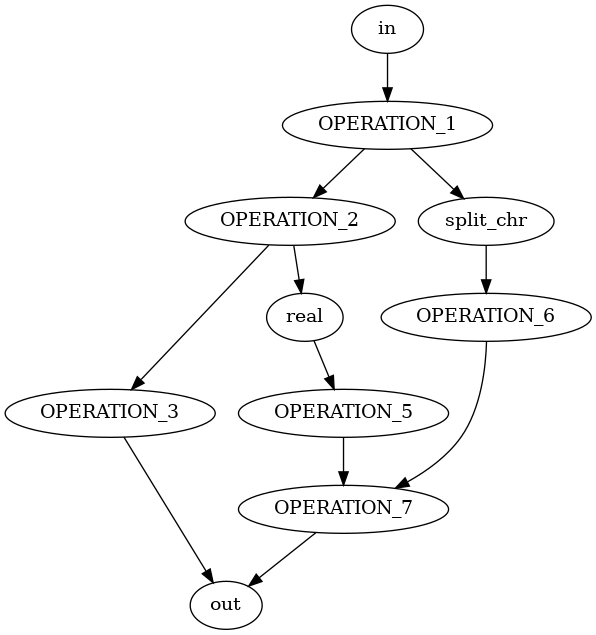 in
OPERATION_1
OPERATION_2
split_chr
real
OPERATION_6
OPERATION_3
OPERATION_5
OPERATION_7
out